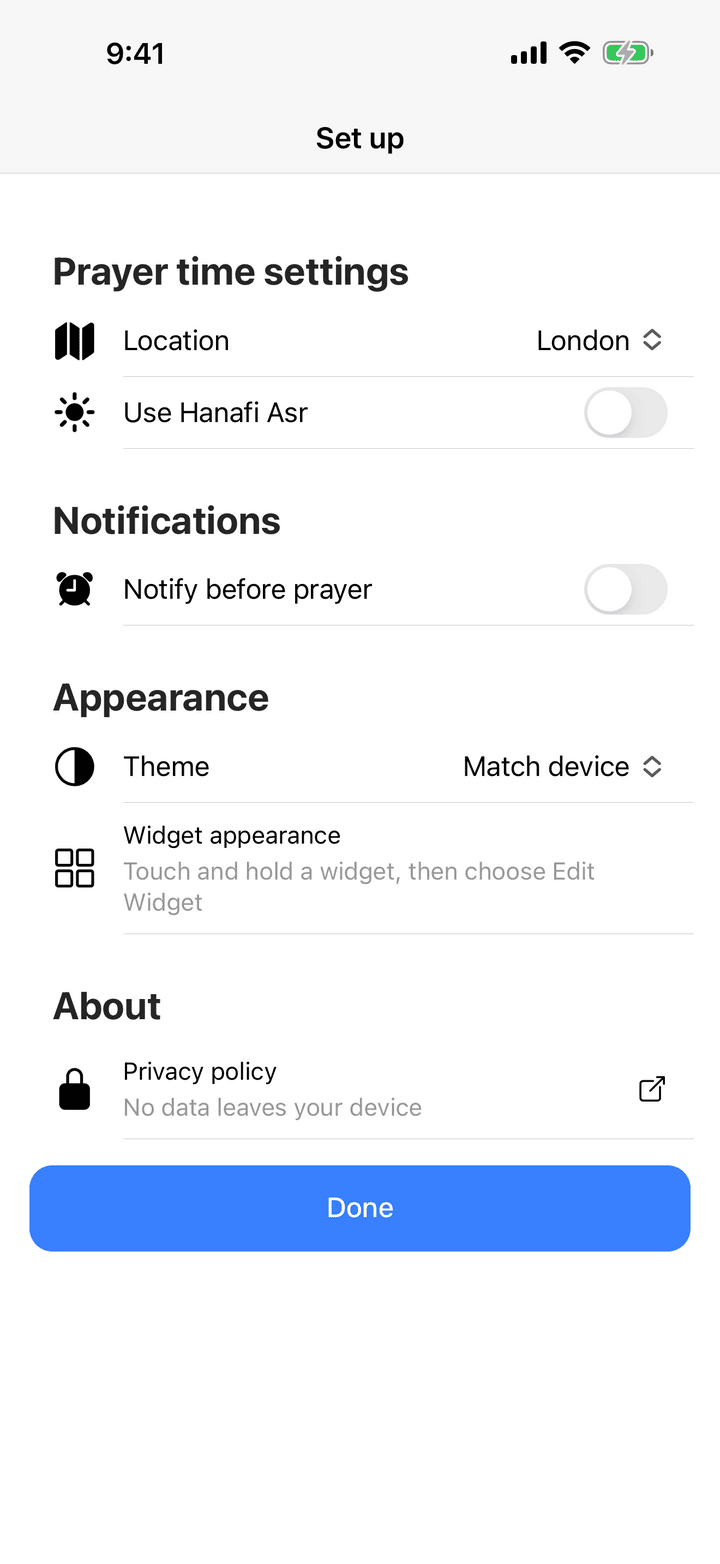 9:41
Set up
Prayer time settings
Location
London
Use Hanafi Asr
Notifications
Notify before prayer
Appearance
Theme
Match device
Widget appearance
Touch and hold a widget, then choose Edit
Widget
About
Privacy policy
No data leaves your device
Done